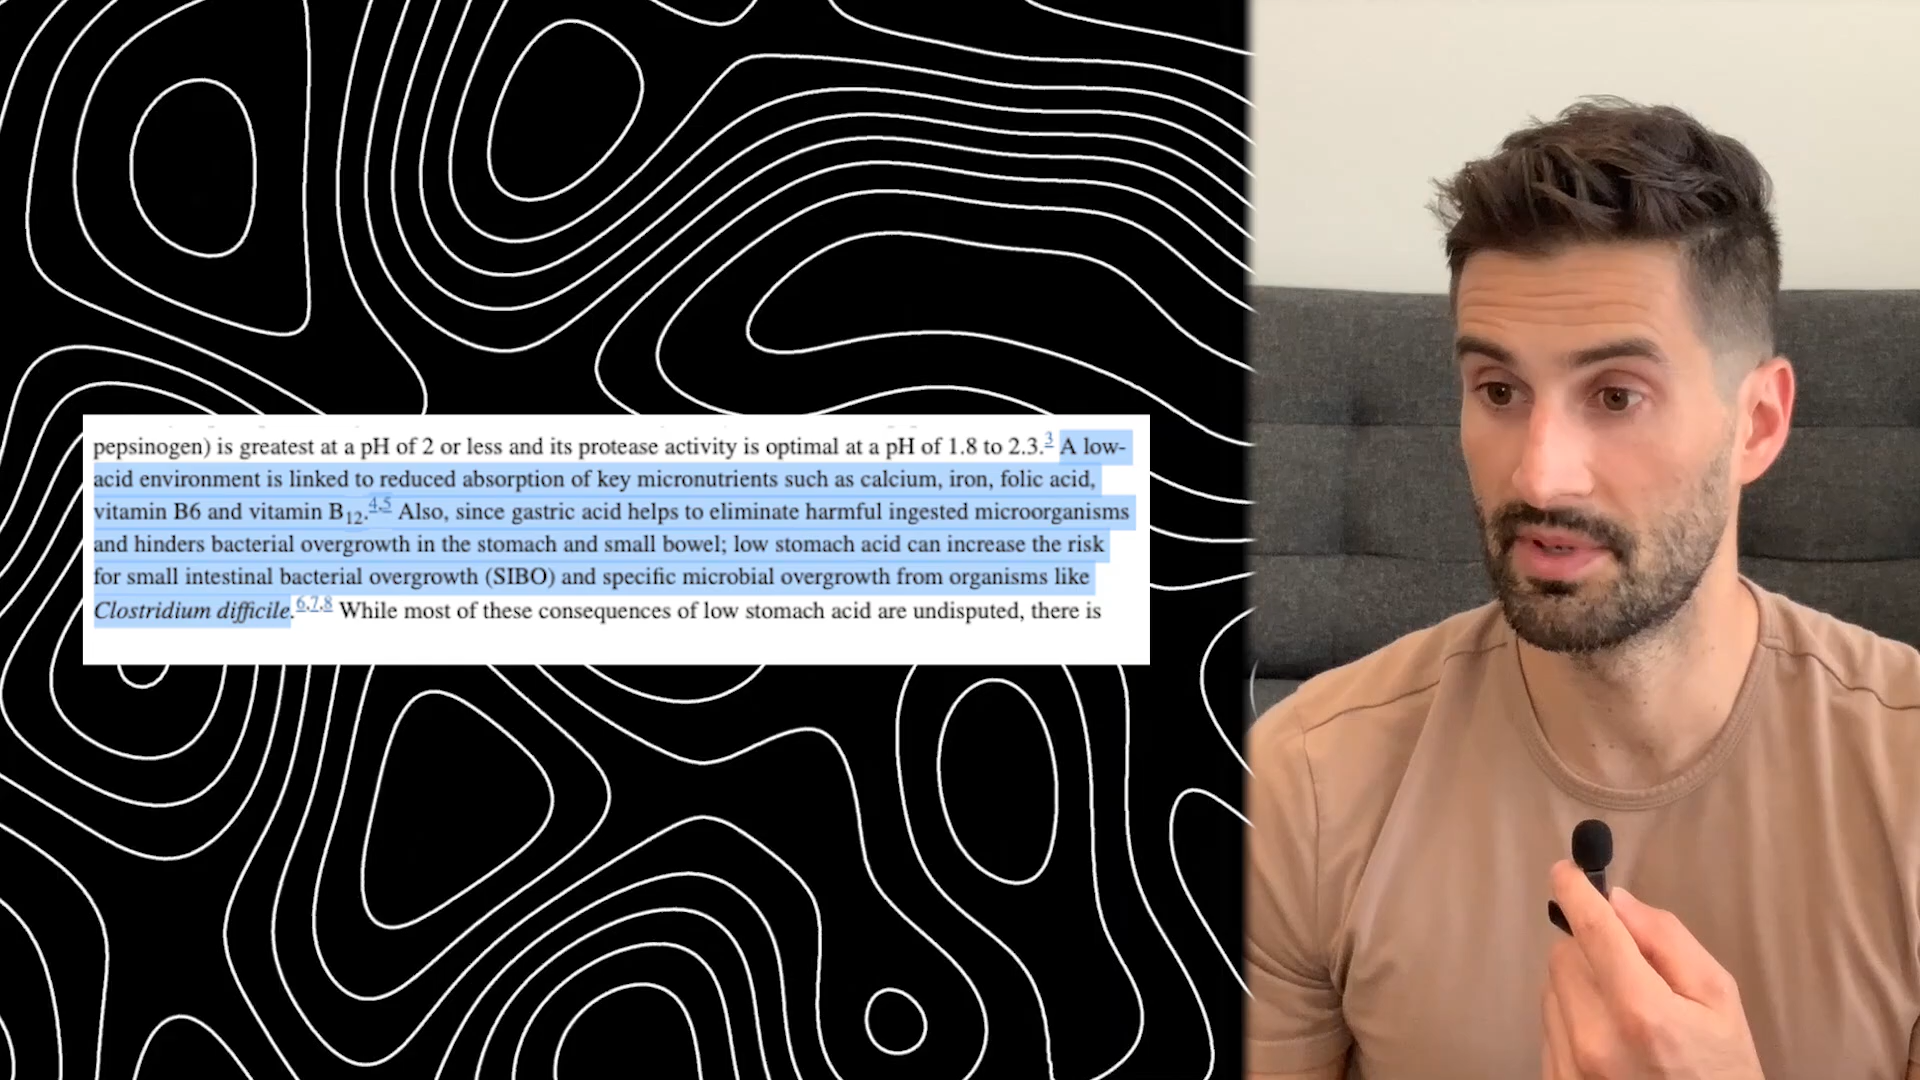 pepsinogen) is greatest at a pH of 2 or less and its protease activity is optimal at a pH of 1.8 to 2.3.3 A low-
acid environment is linked to reduced absorption of key micronutrients such as calcium, iron, folic acid,
vitamin B6 and vitamin B12.4,5 Also, since gastric acid helps to eliminate harmful ingested microorganisms
and hinders bacterial overgrowth in the stomach and small bowel; low stomach acid can increase the risk
for small intestinal bacterial overgrowth (SIBO) and specific microbial overgrowth from organisms like
Clostridium difficile.6,7,8 While most of these consequences of low stomach acid are undisputed, there is